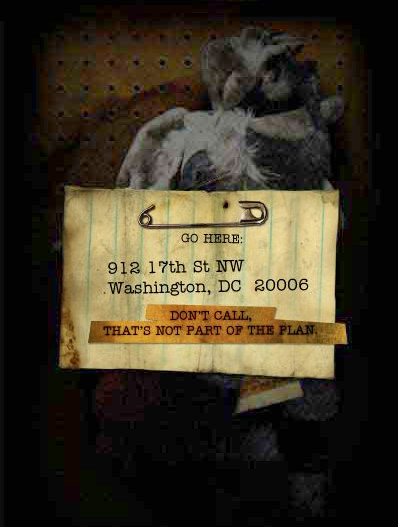 GO HERE:
912 17th St NW
Washington, DC 20006
DON'T CALL,
THAT'S NOT PART OF THE PLAN.